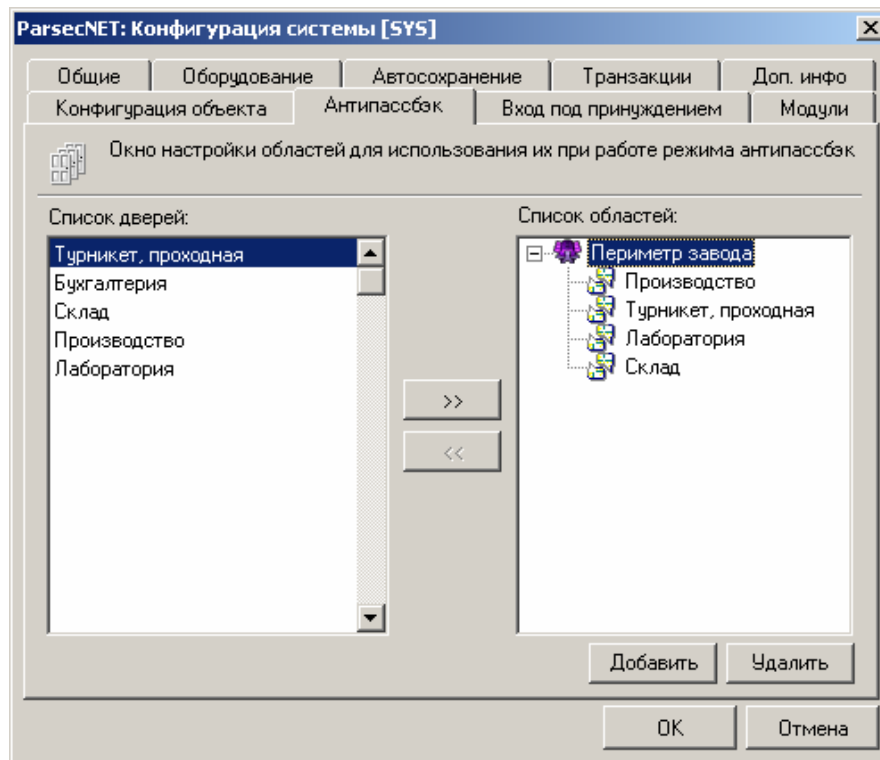 ParsecNET: Конфигурация системы [SYS]
Общие Оборудование Автосохранение Транзакции Доп. инфо
Конфигурация объекта Антипассбэк Вход под принуждением Модули
Окно настройки областей для использования их при работе режима антипассбэк
Список дверей:
Турникет, проходная
Бухгалтерия
Склад
Производство
Лаборатория
>>
<<
Список областей:
Периметр завода
Производство
Турникет, проходная
Лаборатория
Склад
Добавить Удалить
OK Отмена